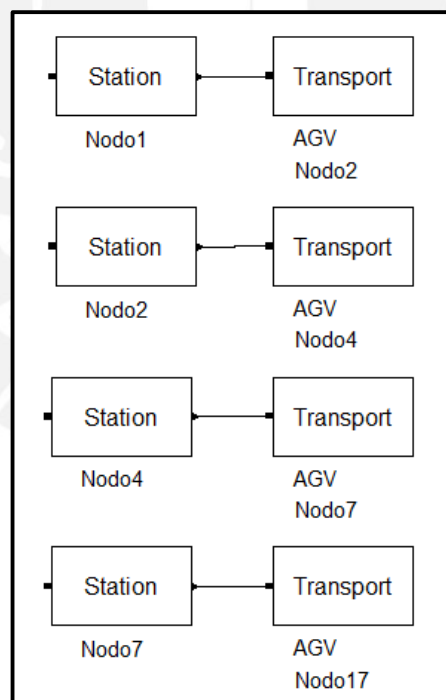 Station Transport
Nodo1 AGV
Nodo2
Station Transport
Nodo2 AGV
Nodo4
Station Transport
Nodo4 AGV
Nodo7
Station Transport
Nodo7 AGV
Nodo17